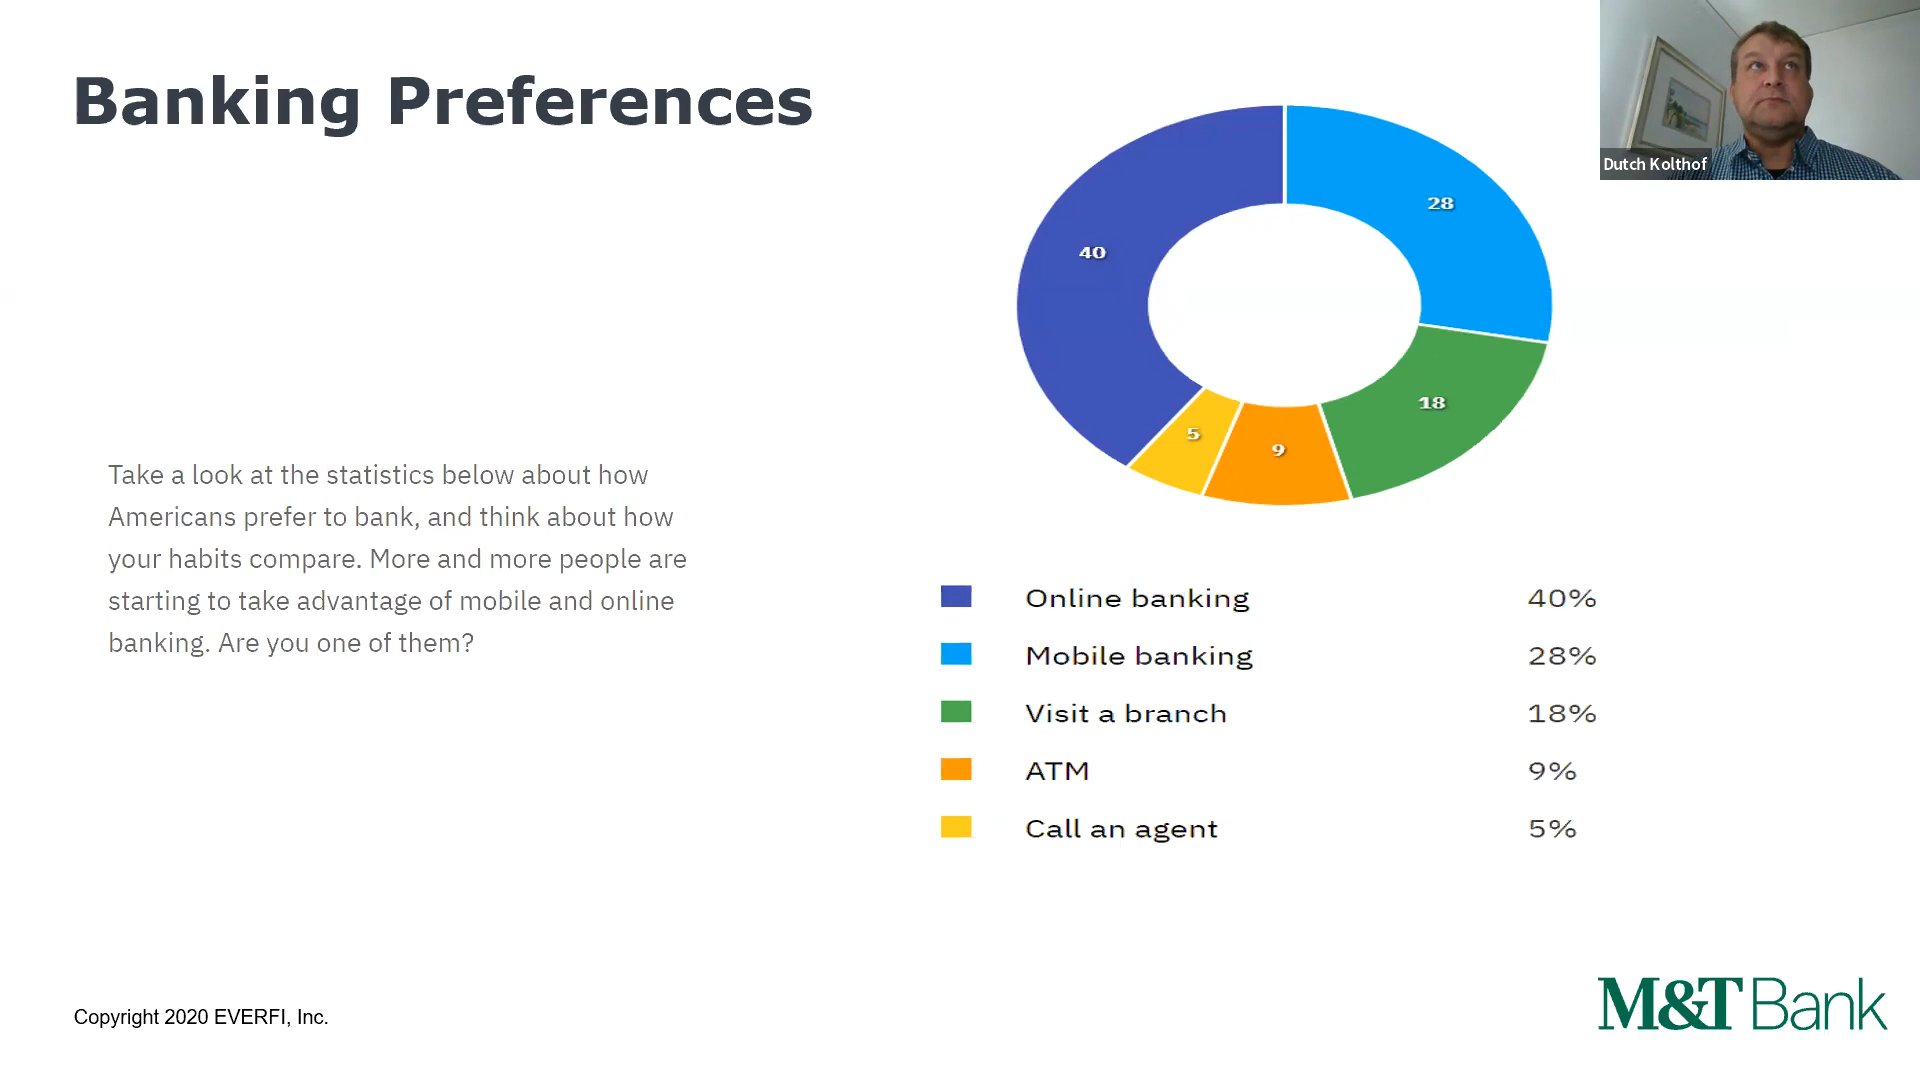 Banking Preferences
Dutch Kolthof
28
40
18
5
9
Take a look at the statistics below about how
Americans prefer to bank, and think about how
your habits compare. More and more people are
starting to take advantage of mobile and online
banking. Are you one of them?
Online banking 40%
Mobile banking 28%
Visit a branch 18%
ATM 9%
Call an agent 5%
Copyright 2020 EVERFI, Inc.
M&T Bank